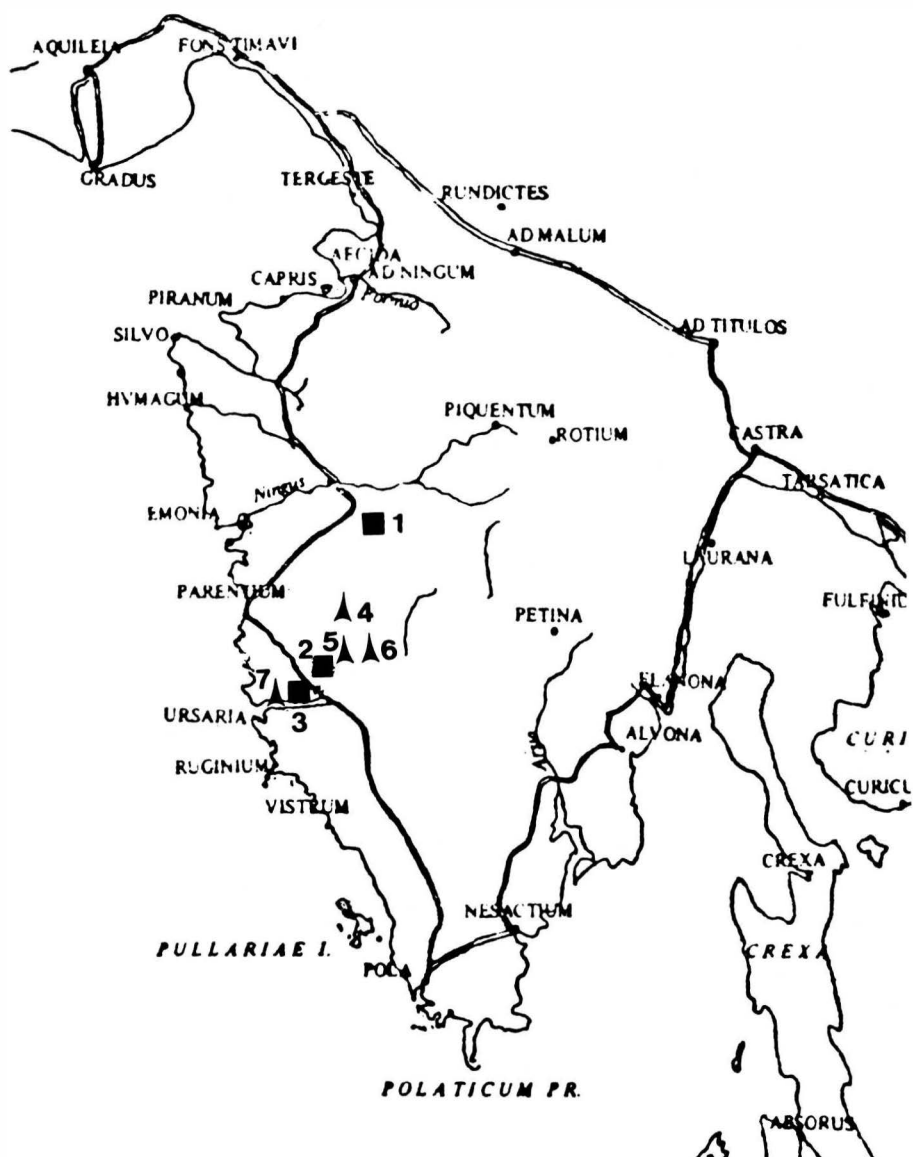 AQUILEIA
FONS TIMAVI
GRADUS
TERGESTE
RUNDICTES
AD MALUM
AEGIDA
AD NINGUM
CAPRIS
Formio
PIRANUM
SILVO
AD TITULOS
HVMAGUM
PIQUENTUM
ROTIUM
CASTRA
TARSATICA
Ningus
EMONIA
1
LAURANA
PARENTIUM
FULFINIU
4
PETINA
2
5
6
7
3
FLANONA
URSARIA
ALVONA
CURI
RUGINIUM
CURICU
VISTRUM
CREXA
NESACTIUM
PULLARIAE I.
POLA
CREXA
POLATICUM PR.
ABSORUS